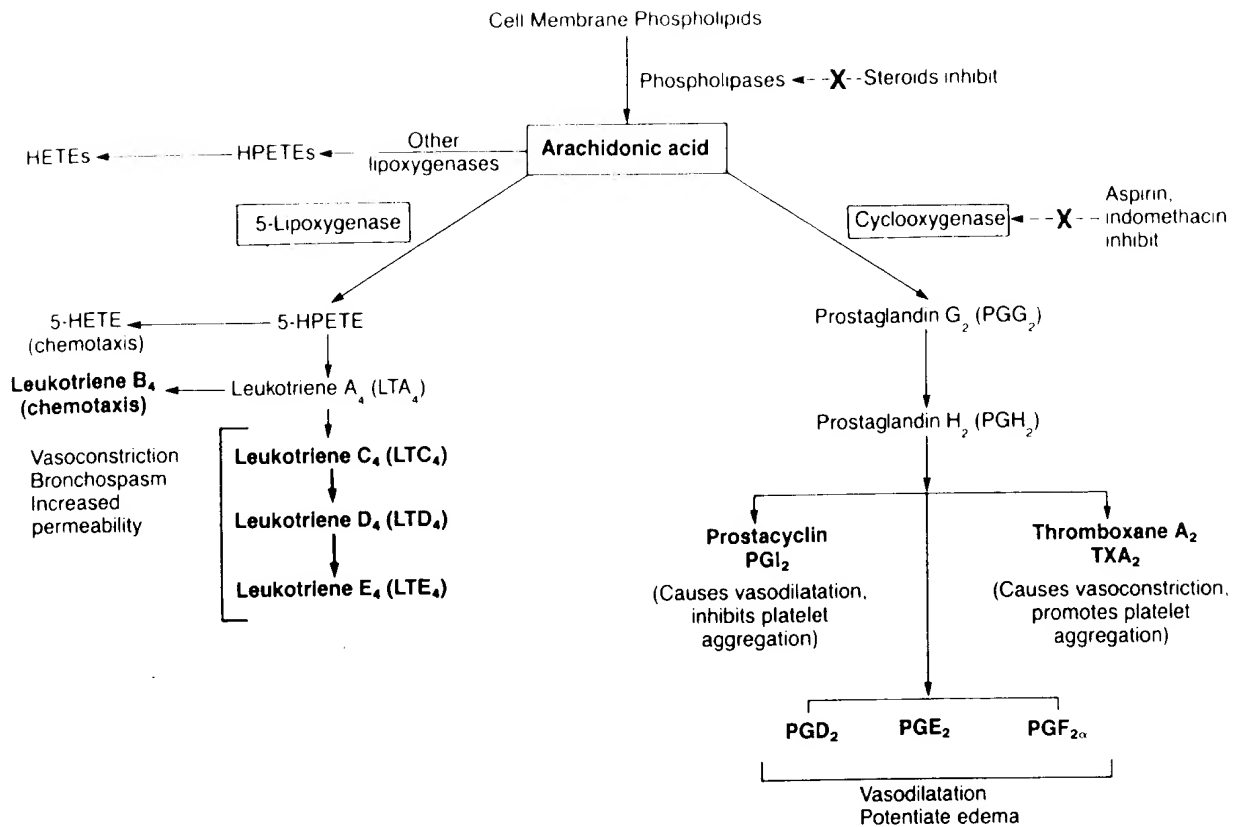 Cell Membrane Phospholipids
Phospholipases
X
Steroids inhibit
Arachidonic acid
Other
lipoxygenases
HPETEs
HETEs
5-Lipoxygenase
Cyclooxygenase
X
Aspirin,
indomethacin
inhibit
5-HETE
(chemotaxis)
5-HPETE
Leukotriene B₄
(chemotaxis)
Leukotriene A₄ (LTA₄)
Vasoconstriction
Bronchospasm
Increased
permeability
Leukotriene C₄ (LTC₄)
Leukotriene D₄ (LTD₄)
Leukotriene E₄ (LTE₄)
Prostaglandin G₂ (PGG₂)
Prostaglandin H₂ (PGH₂)
Prostacyclin
PGI₂
(Causes vasodilatation,
inhibits platelet
aggregation)
Thromboxane A₂
TXA₂
(Causes vasoconstriction,
promotes platelet
aggregation)
PGD₂
PGE₂
PGF₂α
Vasodilatation
Potentiate edema